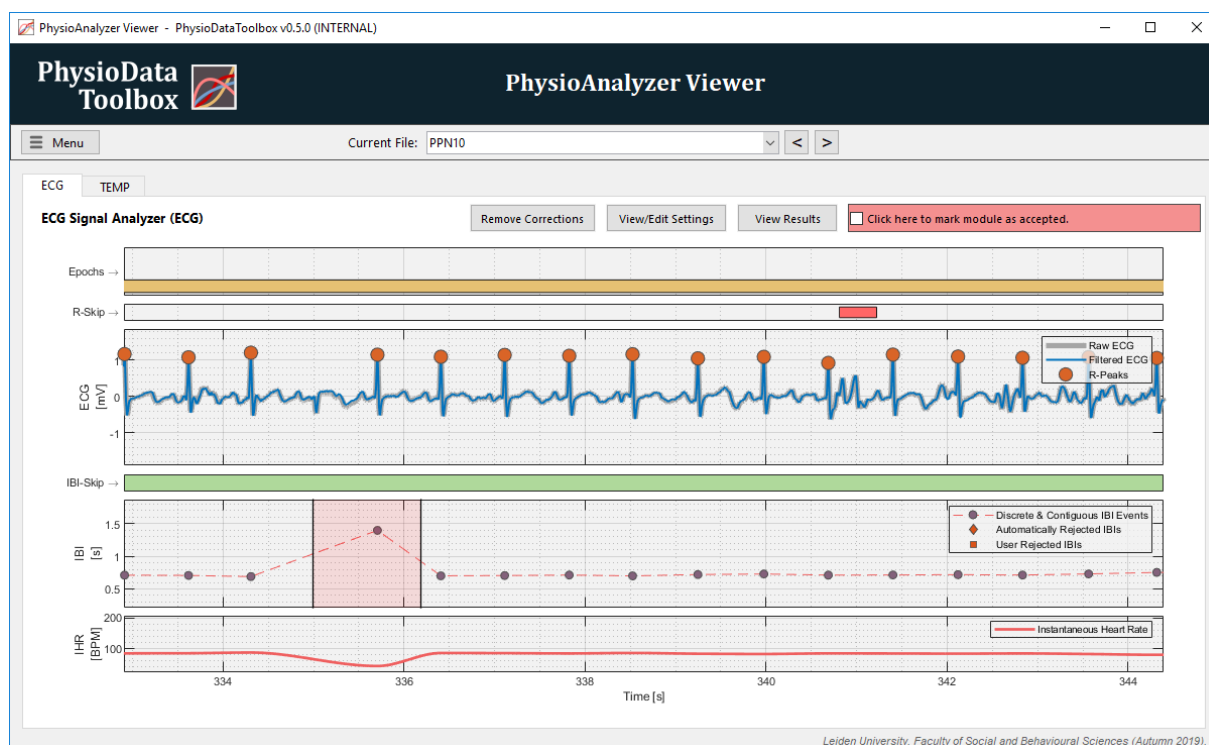 PhysioAnalyzer Viewer - PhysioDataToolbox v0.5.0 (INTERNAL)
PhysioData
Toolbox
PhysioAnalyzer Viewer
Menu
Current File: PPN10
< >
ECG TEMP
ECG Signal Analyzer (ECG)
Remove Corrections
View/Edit Settings
View Results
Click here to mark module as accepted.
Epochs →
R-Skip →
ECG
[mV]
1
0
-1
Raw ECG
Filtered ECG
R-Peaks
IBI-Skip →
IBI
[s]
1.5
1
0.5
Discrete & Contiguous IBI Events
Automatically Rejected IBIs
User Rejected IBIs
IHR
[BPM]
200
100
Instantaneous Heart Rate
334 336 338 340 342 344
Time [s]
Leiden University, Faculty of Social and Behavioural Sciences (Autumn 2019).